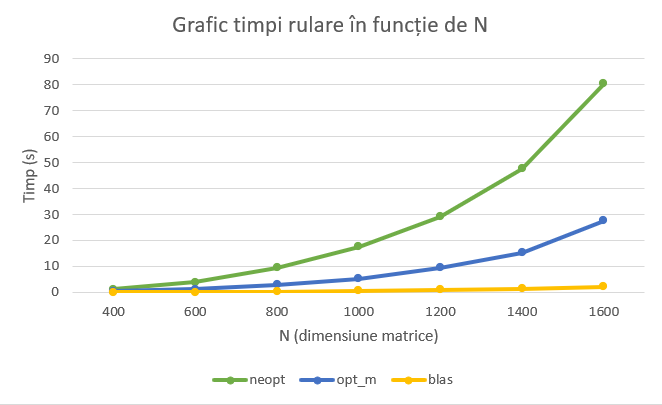 Grafic timpi rulare în funcție de N
90
80
70
60
50
40
30
20
10
0
Timp (s)
400 600 800 1000 1200 1400 1600
N (dimensiune matrice)
neopt opt_m blas